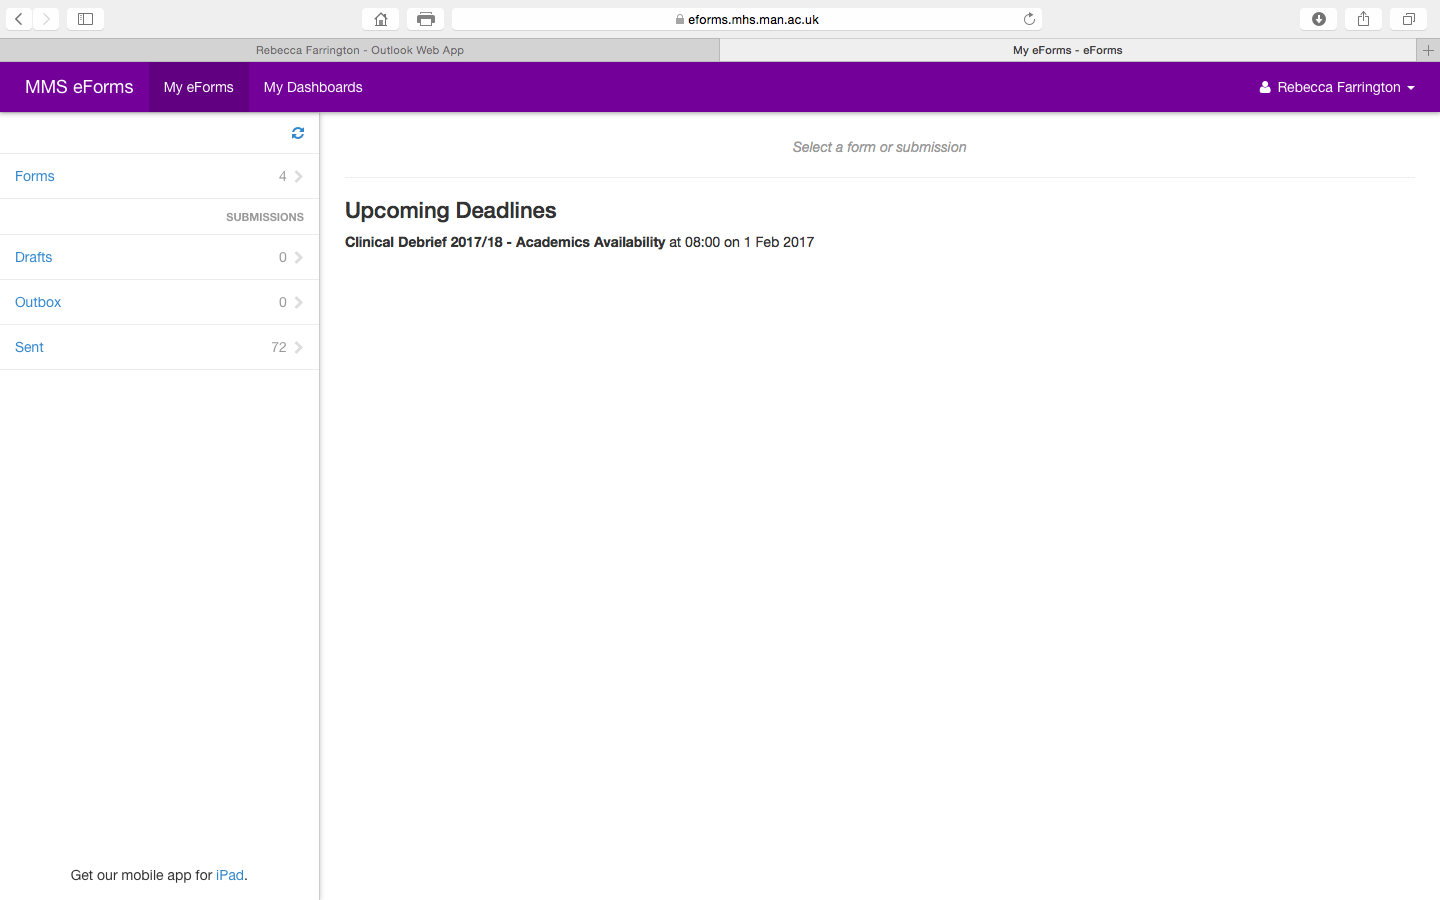 eforms.mhs.man.ac.uk
Rebecca Farrington - Outlook Web App
My eForms - eForms
MMS eForms
My eForms
My Dashboards
Rebecca Farrington
Forms 4
SUBMISSIONS
Drafts 0
Outbox 0
Sent 72
Get our mobile app for iPad.
Select a form or submission
Upcoming Deadlines
Clinical Debrief 2017/18 - Academics Availability at 08:00 on 1 Feb 2017